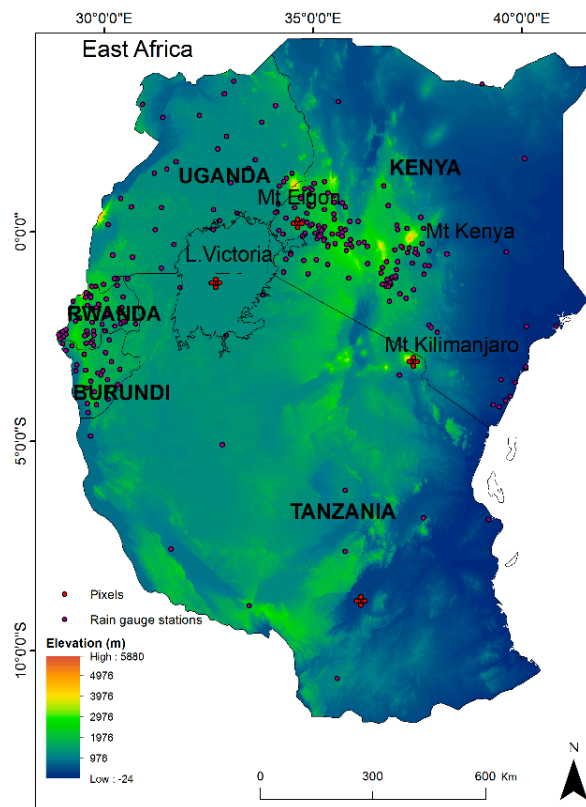 30°0'0"E
35°0'0"E
40°0'0"E
East Africa
UGANDA
KENYA
Mt Elgon
0°0'0"
Mt Kenya
L.Victoria
RWANDA
Mt Kilimanjaro
BURUNDI
5°0'0"S
TANZANIA
Pixels
Rain gauge stations
10°0'0"S
Elevation (m)
High : 5880
4976
3976
2976
1976
976
Low : -24
N
0
300
600 Km